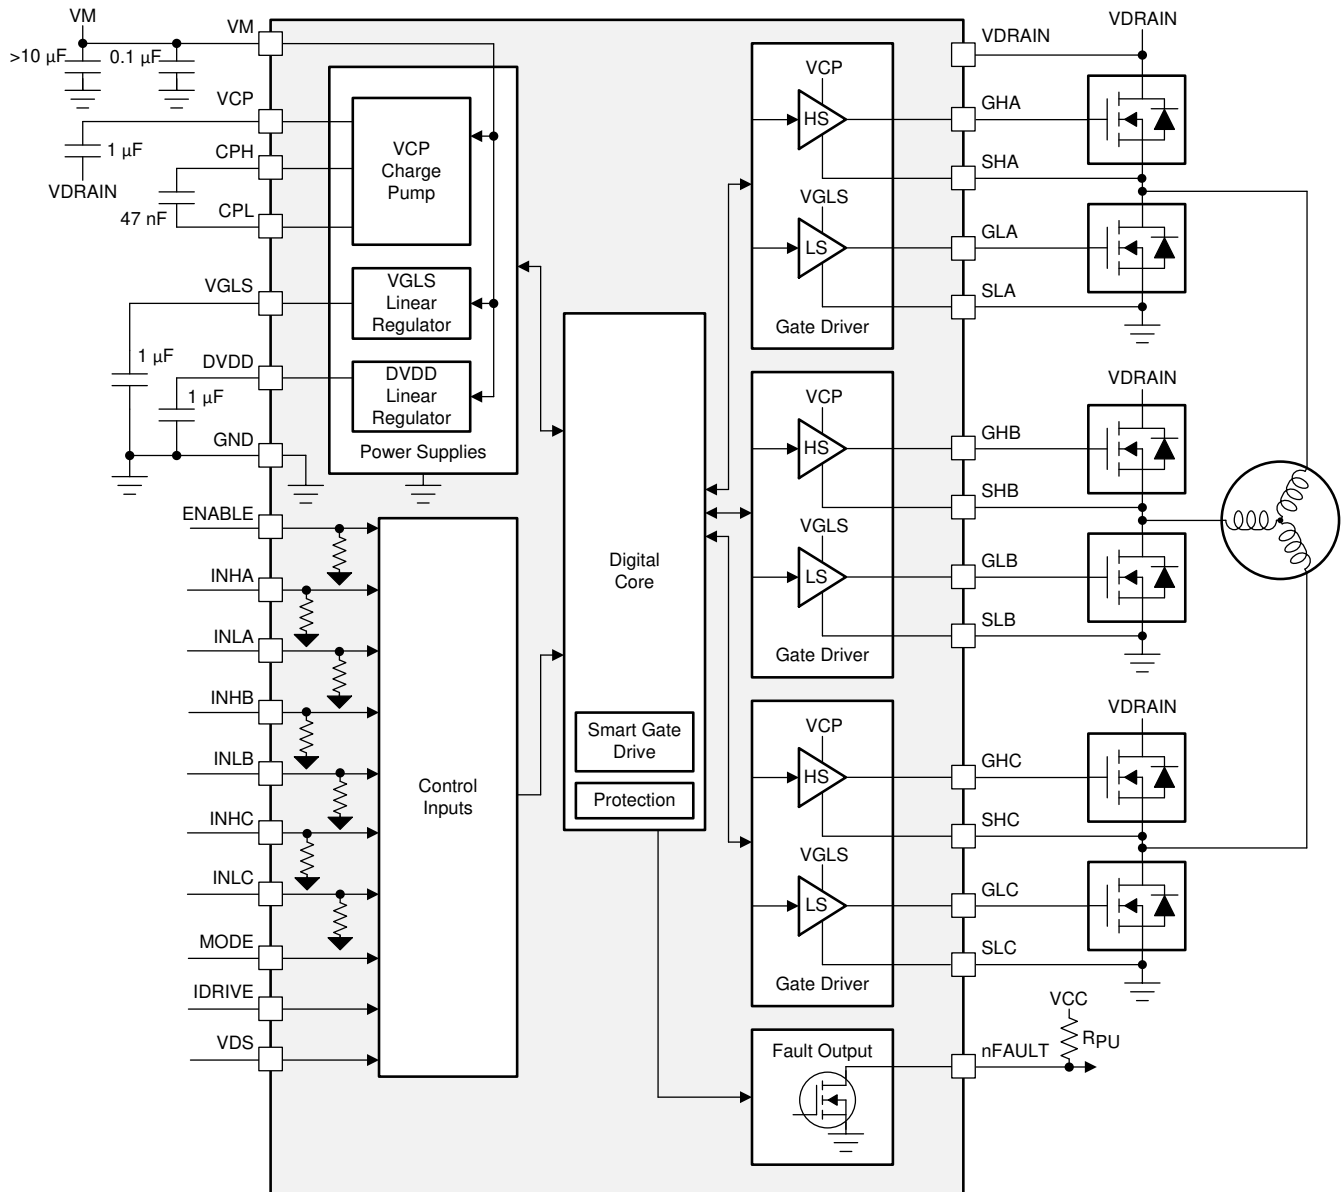 VM
>10 µF
0.1 µF
VM
VCP
1 µF
VDRAIN
CPH
47 nF
CPL
VGLS
1 µF
DVDD
1 µF
GND
VCP
Charge
Pump
VGLS
Linear
Regulator
DVDD
Linear
Regulator
Power Supplies
ENABLE
INHA
INLA
INHB
INLB
INHC
INLC
MODE
IDRIVE
VDS
Control
Inputs
Digital
Core
Smart Gate
Drive
Protection
VCP
HS
VGLS
LS
Gate Driver
VCP
HS
VGLS
LS
Gate Driver
VCP
HS
VGLS
LS
Gate Driver
Fault Output
VDRAIN
GHA
SHA
GLA
SLA
VDRAIN
GHB
SHB
GLB
SLB
VDRAIN
GHC
SHC
GLC
SLC
VDRAIN
VCC
RPU
nFAULT